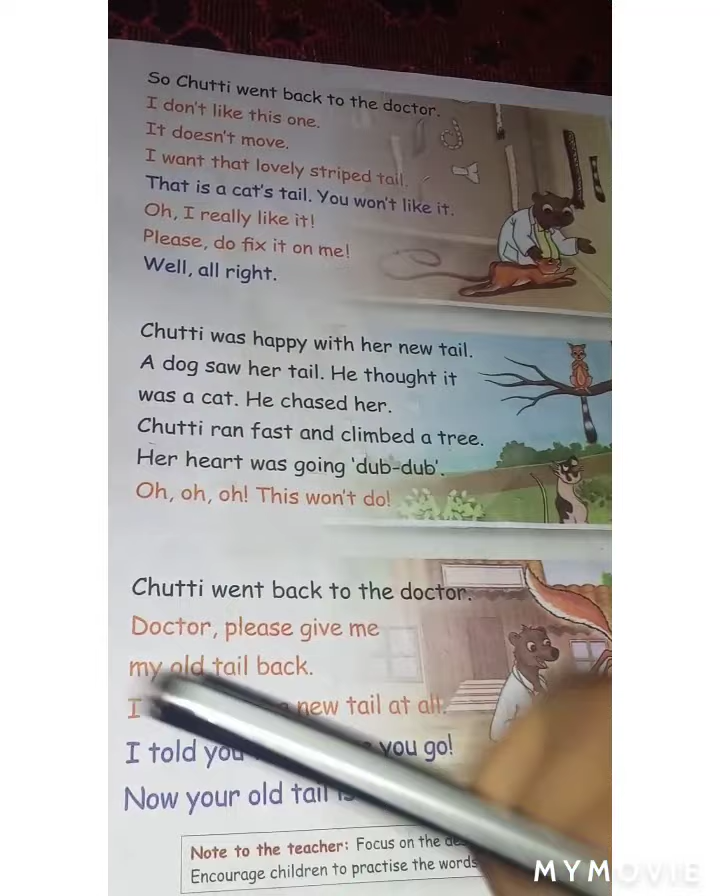 So Chutti went back to the doctor.
I don't like this one.
It doesn't move.
I want that lovely striped tail.
That is a cat's tail. You won't like it.
Oh, I really like it!
Please, do fix it on me!
Well, all right.
Chutti was happy with her new tail.
A dog saw her tail. He thought it
was a cat. He chased her.
Chutti ran fast and climbed a tree.
Her heart was going 'dub-dub'.
Oh, oh, oh! This won't do!
Chutti went back to the doctor.
Doctor, please give me
my old tail back.
I new tail at all.
I told you you go!
Now your old tail is
Note to the teacher: Focus on the
Encourage children to practise the words
MYMOVIE